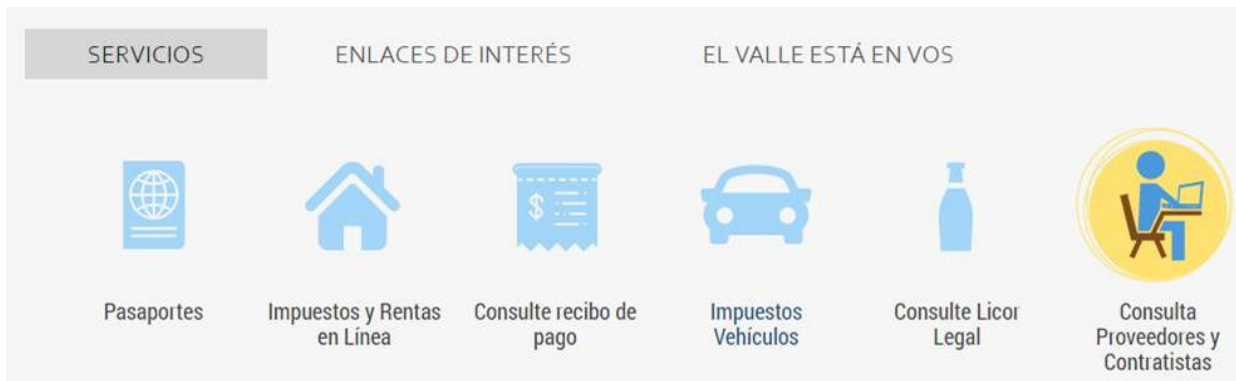 SERVICIOS ENLACES DE INTERÉS EL VALLE ESTÁ EN VOS
$
Pasaportes
Impuestos y Rentas
en Línea
Consulte recibo de
pago
Impuestos
Vehículos
Consulte Licor
Legal
Consulta
Proveedores y
Contratistas